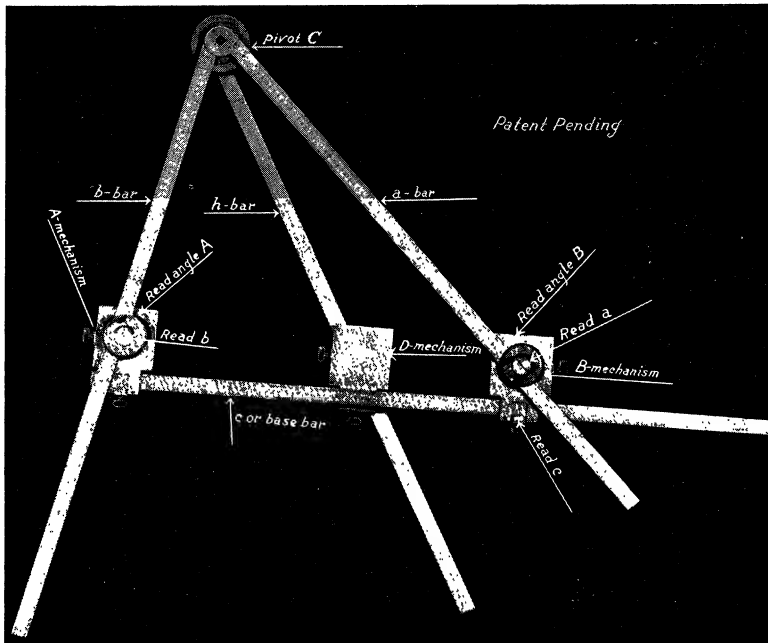 Pivot C
Patent Pending
b-bar
h-bar
a-bar
A-mechanism
Read angle A
Read b
Read angle B
Read a
D-mechanism
B-mechanism
c or base bar
Read c